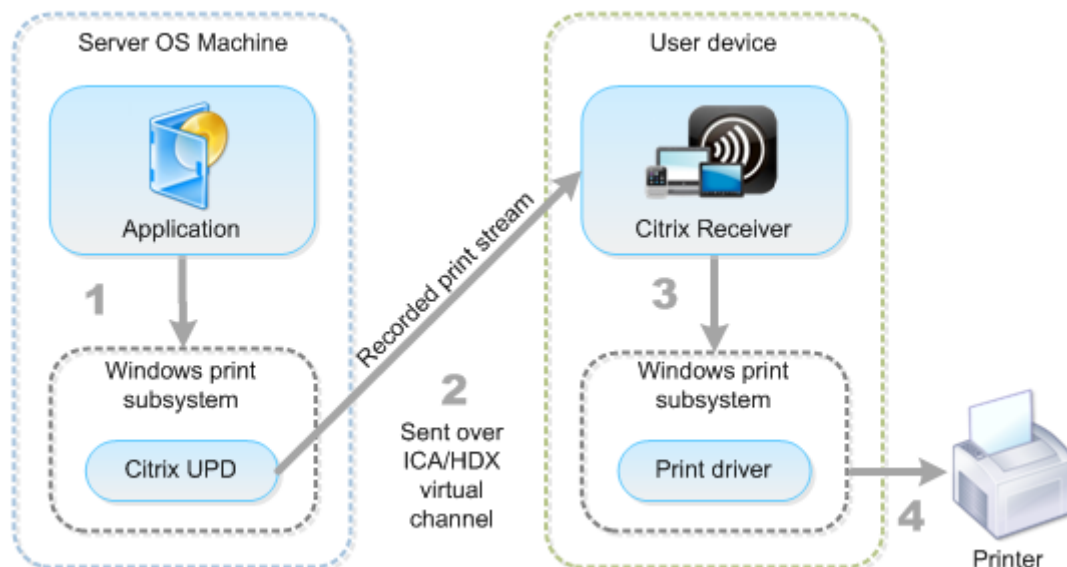 Server OS Machine
Application
1
Windows print
subsystem
Citrix UPD
Recorded print stream
2
Sent over
ICA/HDX
virtual
channel
User device
Citrix Receiver
3
Windows print
subsystem
Print driver
4
Printer